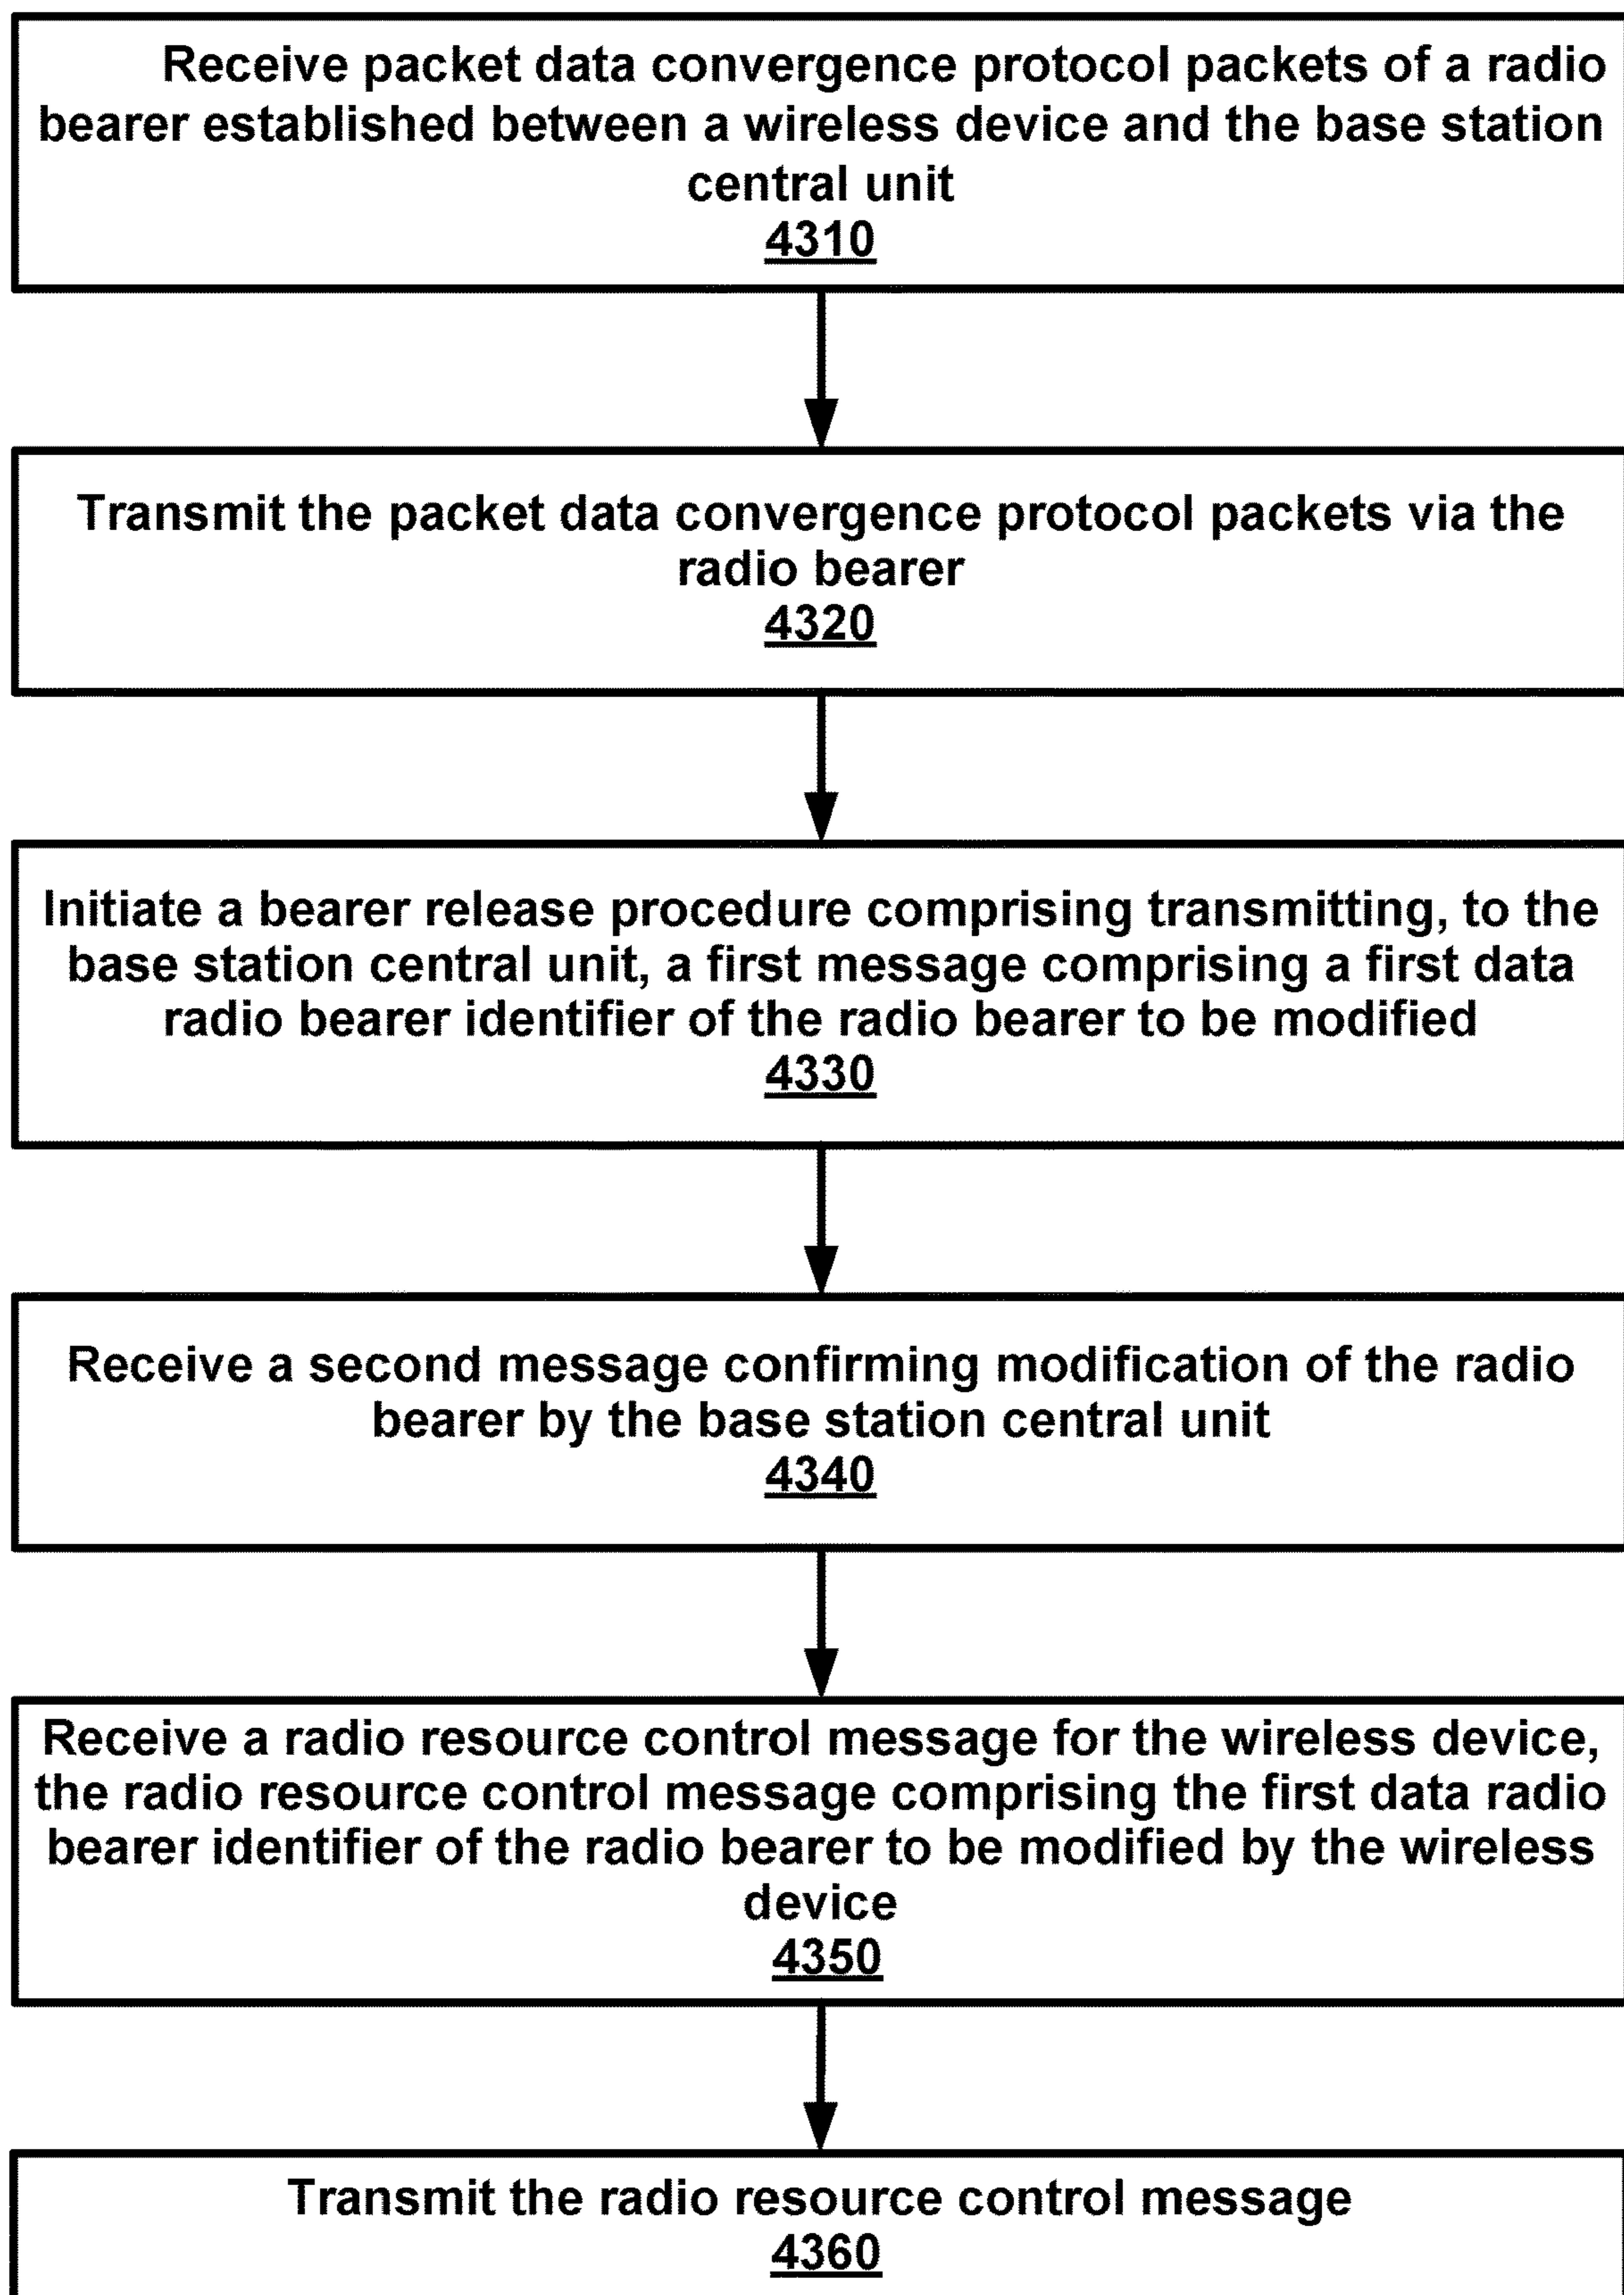 Receive packet data convergence protocol packets of a radio
bearer established between a wireless device and the base station
central unit
4310
Transmit the packet data convergence protocol packets via the
radio bearer
4320
Initiate a bearer release procedure comprising transmitting, to the
base station central unit, a first message comprising a first data
radio bearer identifier of the radio bearer to be modified
4330
Receive a second message confirming modification of the radio
bearer by the base station central unit
4340
Receive a radio resource control message for the wireless device,
the radio resource control message comprising the first data radio
bearer identifier of the radio bearer to be modified by the wireless
device
4350
Transmit the radio resource control message
4360